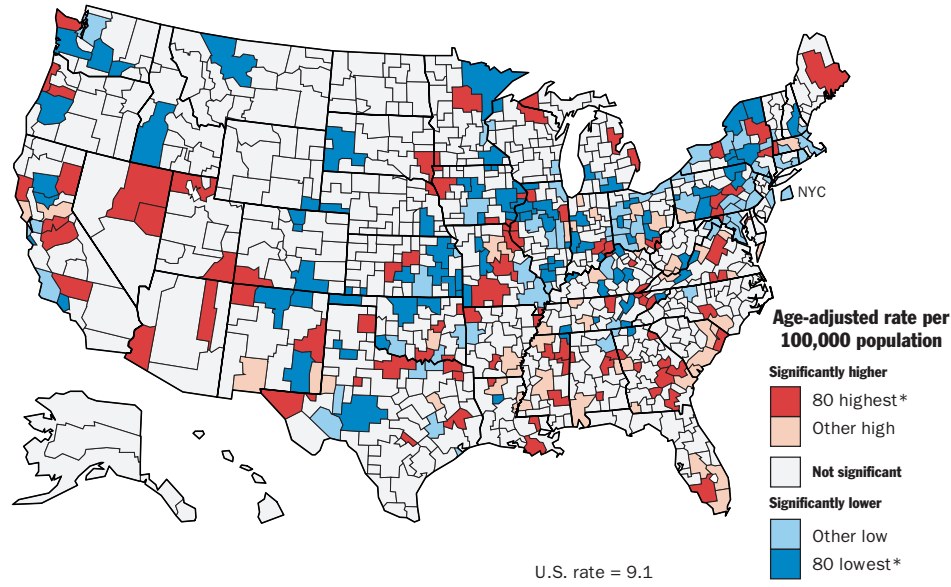 NYC
Age-adjusted rate per
100,000 population
Significantly higher
80 highest*
Other high
Not significant
Significantly lower
Other low
80 lowest*
U.S. rate = 9.1